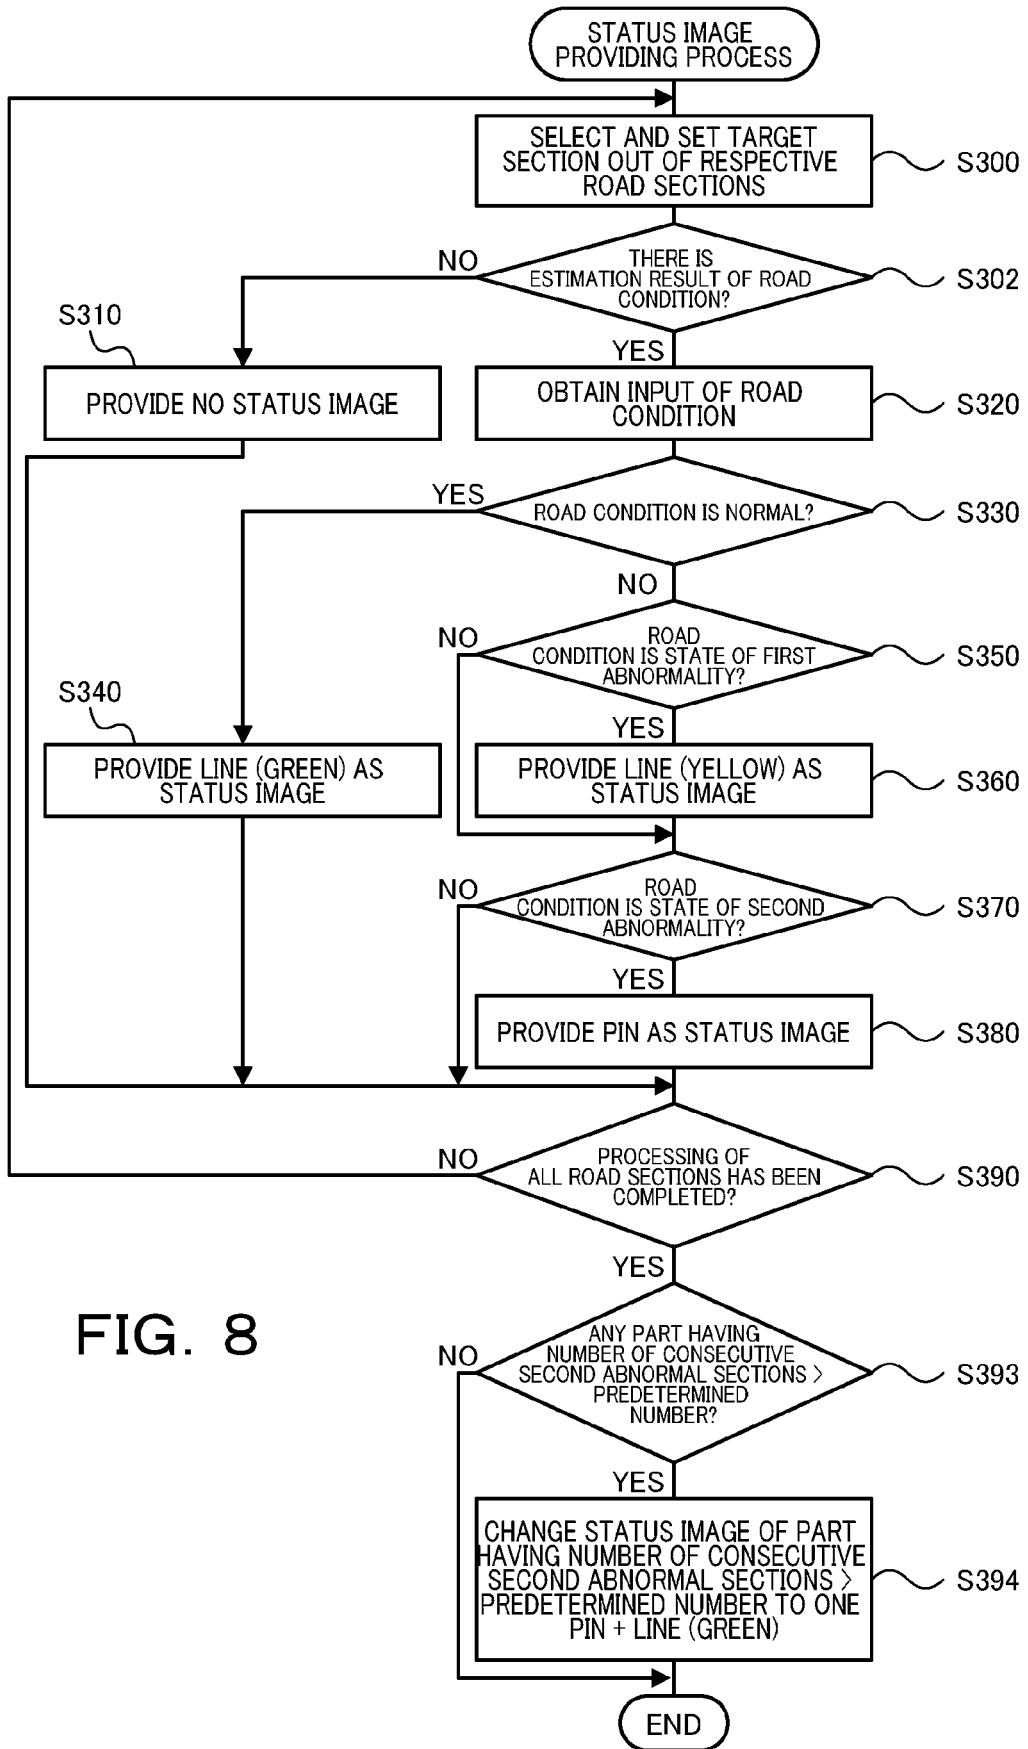 STATUS IMAGE
PROVIDING PROCESS
SELECT AND SET TARGET
SECTION OUT OF RESPECTIVE
ROAD SECTIONS
S300
NO
THERE IS
ESTIMATION RESULT OF ROAD
CONDITION?
S302
S310
YES
PROVIDE NO STATUS IMAGE
OBTAIN INPUT OF ROAD
CONDITION
S320
YES
ROAD CONDITION IS NORMAL?
S330
NO
NO
ROAD
CONDITION IS STATE OF FIRST
ABNORMALITY?
S350
S340
YES
PROVIDE LINE (GREEN) AS
STATUS IMAGE
PROVIDE LINE (YELLOW) AS
STATUS IMAGE
S360
NO
ROAD
CONDITION IS STATE OF SECOND
ABNORMALITY?
S370
YES
PROVIDE PIN AS STATUS IMAGE
S380
NO
PROCESSING OF
ALL ROAD SECTIONS HAS BEEN
COMPLETED?
S390
YES
FIG. 8
NO
ANY PART HAVING
NUMBER OF CONSECUTIVE
SECOND ABNORMAL SECTIONS >
PREDETERMINED
NUMBER?
S393
YES
CHANGE STATUS IMAGE OF PART
HAVING NUMBER OF CONSECUTIVE
SECOND ABNORMAL SECTIONS >
PREDETERMINED NUMBER TO ONE
PIN + LINE (GREEN)
S394
END